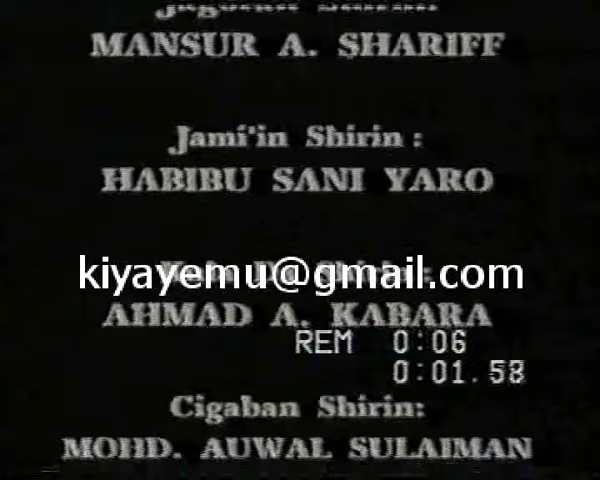 MANSUR A. SHARIFF
Jami'in Shirin :
HABIBU SANI YARO
kiyayemu@gmail.com
AHMAD A. KABARA
REM 0:06
0:01.58
Cigaban Shirin:
MOHD. AUWAL SULAIMAN